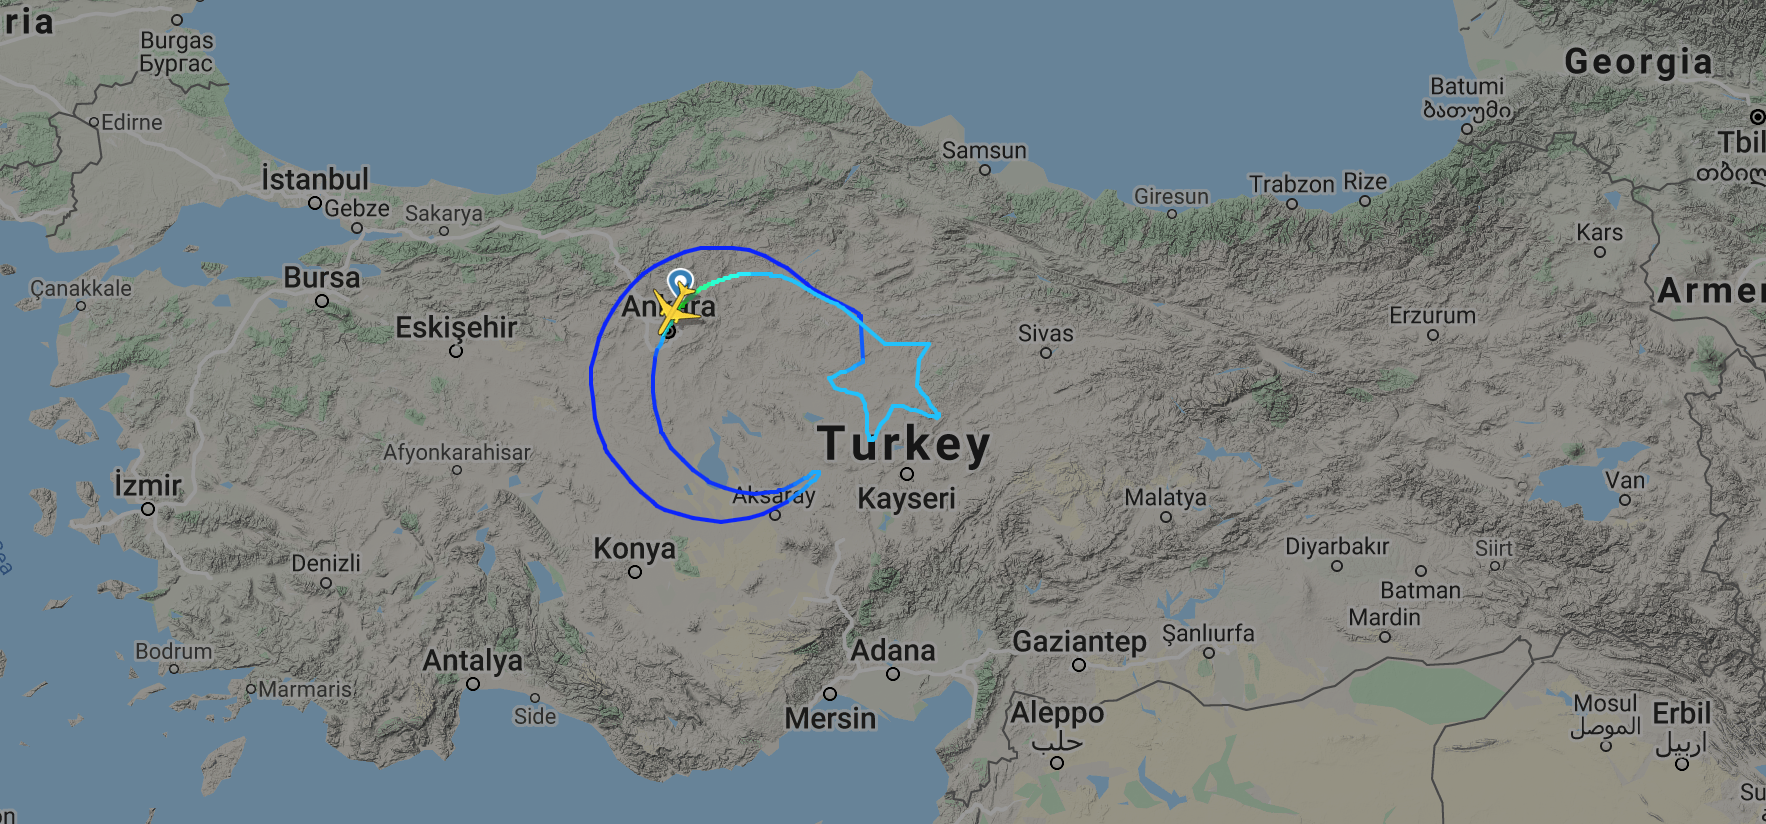 ria
Burgas
Бургас
Georgia
Batumi
ბათუმი
Edirne
Tbil
თბილ
Samsun
İstanbul
Gebze
Sakarya
Giresun
Trabzon
Rize
Kars
Bursa
Çanakkale
Armer
Ankara
Eskişehir
Sivas
Erzurum
Turkey
Afyonkarahisar
İzmir
Aksaray
Kayseri
Malatya
Van
Konya
Denizli
Diyarbakır
Siirt
Batman
Mardin
Bodrum
Antalya
Adana
Gaziantep
Şanlıurfa
Marmaris
Side
Mersin
Aleppo
حلب
Mosul
الموصل
Erbil
اربيل
Su
on